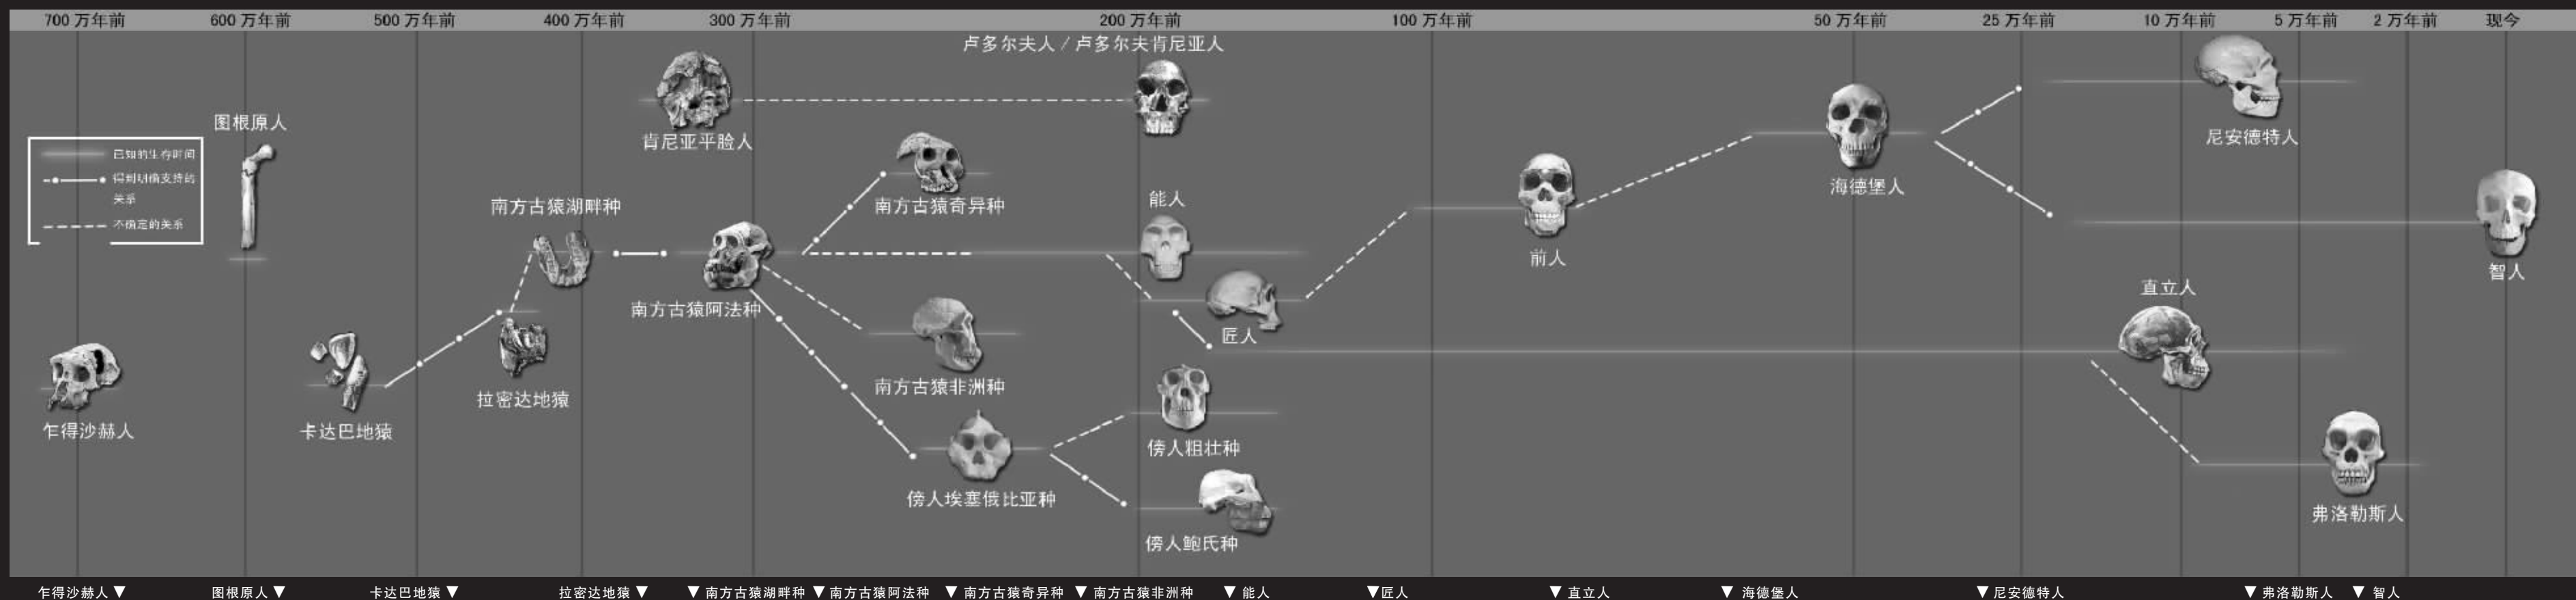 700 万年前 600 万年前 500 万年前 400 万年前 300 万年前 200 万年前 100 万年前 50 万年前 25 万年前 10 万年前 5 万年前 2 万年前 现今
卢多尔夫人 / 卢多尔夫肯尼亚人
图根原人
肯尼亚平脸人
尼安德特人
已知的生存时间
得到明确支持的
关系
不确定的关系
海德堡人
能人
南方古猿湖畔种
南方古猿奇异种
前人
智人
直立人
南方古猿阿法种
匠人
南方古猿非洲种
拉密达地猿
乍得沙赫人
卡达巴地猿
傍人粗壮种
傍人埃塞俄比亚种
弗洛勒斯人
傍人鲍氏种
乍得沙赫人 ▼ 图根原人 ▼ 卡达巴地猿 ▼ 拉密达地猿 ▼ ▼ 南方古猿湖畔种 ▼ 南方古猿阿法种 ▼ 南方古猿奇异种 ▼ 南方古猿非洲种 ▼ 能人 ▼匠人 ▼ 直立人 ▼ 海德堡人 ▼尼安德特人 ▼ 弗洛勒斯人 ▼ 智人